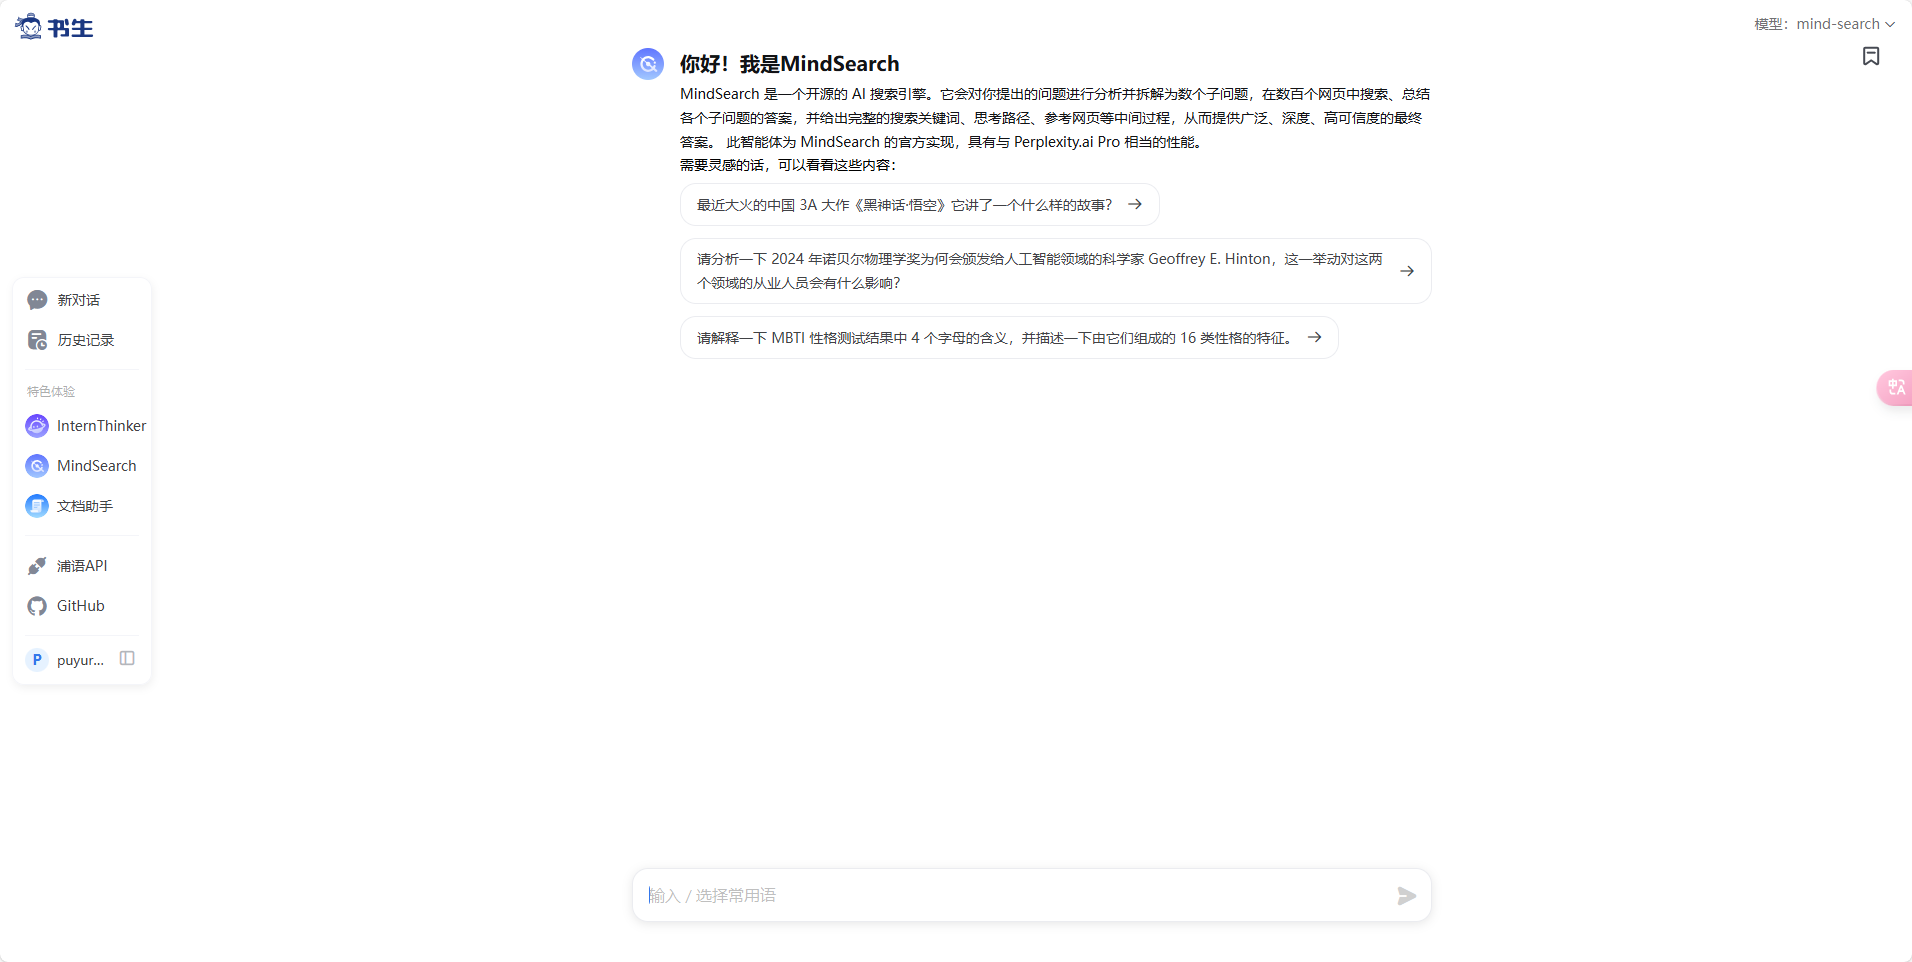 书生
模型：mind-search
你好！我是MindSearch
MindSearch 是一个开源的 AI 搜索引擎。它会对你提出的问题进行分析并拆解为数个子问题，在数百个网页中搜索、总结
各个子问题的答案，并给出完整的搜索关键词、思考路径、参考网页等中间过程，从而提供广泛、深度、高可信度的最终
答案。 此智能体为 MindSearch 的官方实现，具有与 Perplexity.ai Pro 相当的性能。
需要灵感的话，可以看看这些内容：
最近大火的中国 3A 大作《黑神话·悟空》它讲了一个什么样的故事？
请分析一下 2024 年诺贝尔物理学奖为何会颁发给人工智能领域的科学家 Geoffrey E. Hinton，这一举动对这两
个领域的从业人员会有什么影响？
请解释一下 MBTI 性格测试结果中 4 个字母的含义，并描述一下由它们组成的 16 类性格的特征。
新对话
历史记录
特色体验
InternThinker
MindSearch
文档助手
浦语API
GitHub
P puyur...
中 A
输入 / 选择常用语